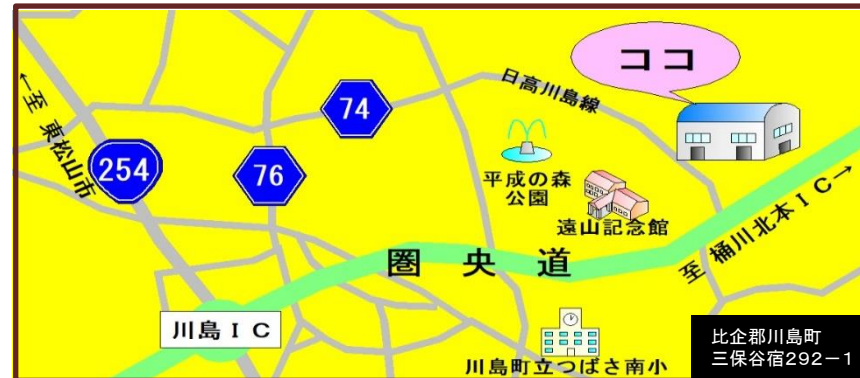 ココ
日高川島線
74
←至 東松山市
254
76
平成の森
公園
遠山記念館
圏央道
至 桶川北本IC→
川島IC
川島町立つばさ南小
比企郡川島町
三保谷宿292-1